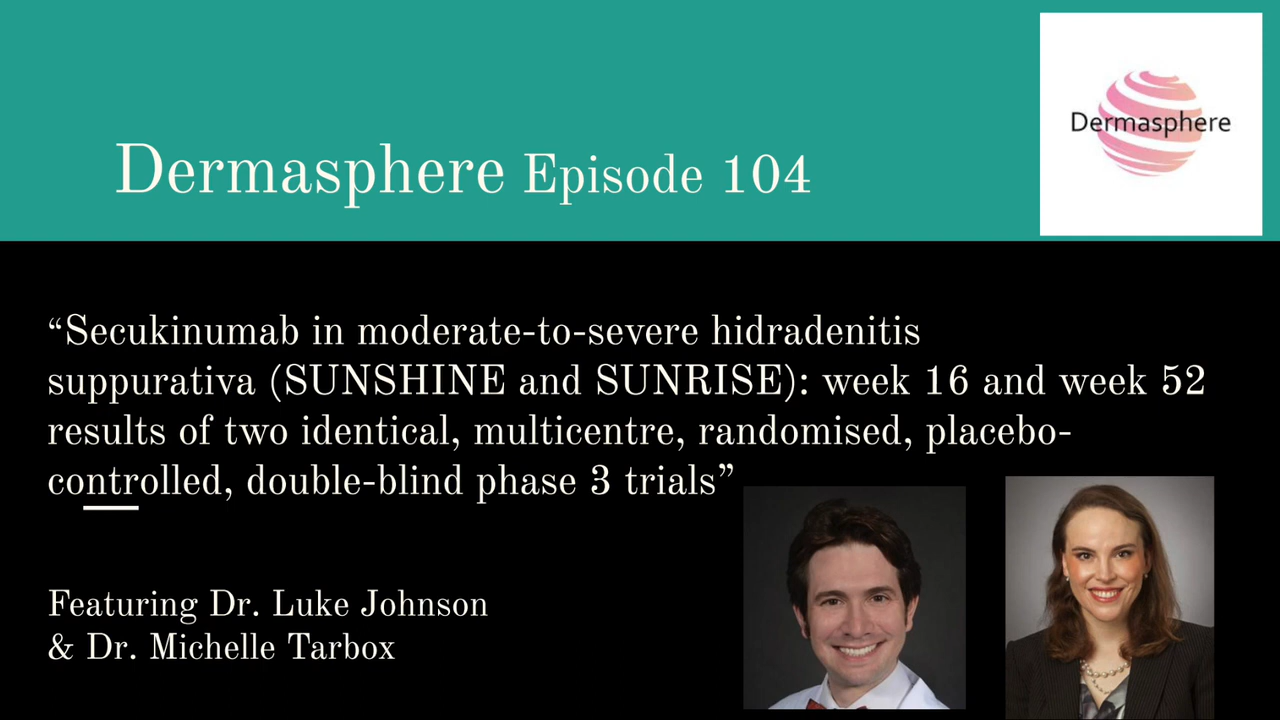 Dermasphere
Dermasphere Episode 104
“Secukinumab in moderate-to-severe hidradenitis
suppurativa (SUNSHINE and SUNRISE): week 16 and week 52
results of two identical, multicentre, randomised, placebo-
controlled, double-blind phase 3 trials”
Featuring Dr. Luke Johnson
& Dr. Michelle Tarbox